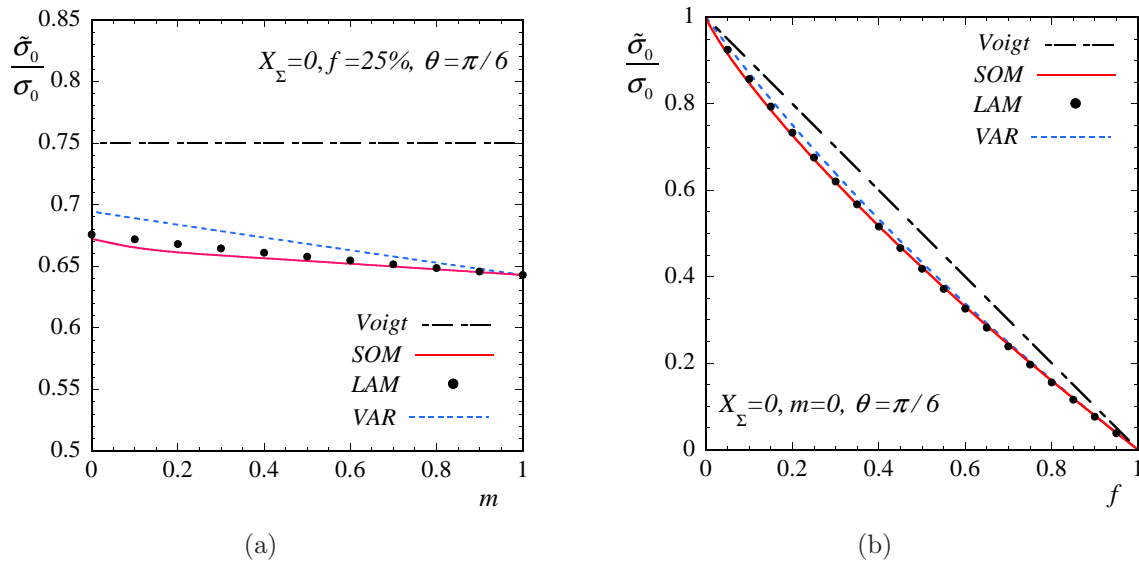 σ̃₀
σ₀
0.85
0.8
0.75
0.7
0.65
0.6
0.55
0.5
X_Σ=0, f=25%, θ=π/6
Voigt
SOM
LAM
VAR
0 0.2 0.4 0.6 0.8 1
m
(a)
σ̃₀
σ₀
1
0.8
0.6
0.4
0.2
0
Voigt
SOM
LAM
VAR
X_Σ=0, m=0, θ=π/6
0 0.2 0.4 0.6 0.8 1
f
(b)